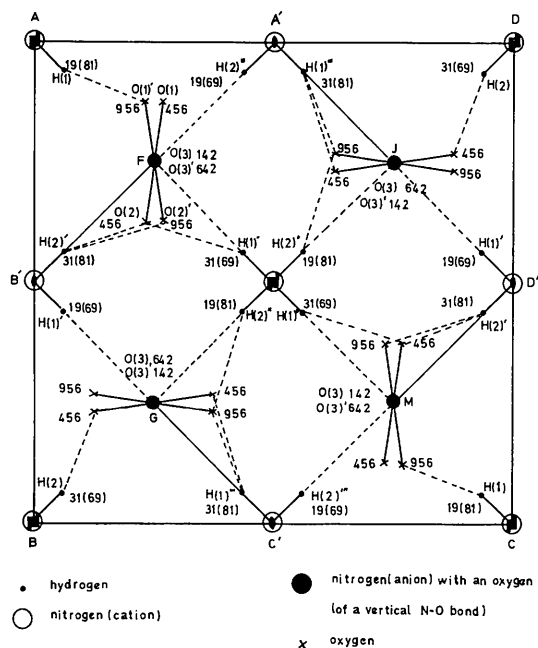 A A' D
19(81)
H(1)
O(1)' O(1)
956 456
H(2)"
19(69)
H(1)"
31(81)
31(69)
H(2)
F
O(3) 142
O(3)' 642
956
456
J
456
956
O(3) 642
O(3)' 142
O(2) O(2)'
456 956
H(2)'
31(81)
H(1)"
31(69)
H(2)"
19(81)
H(1)'
19(69)
B' D'
19(69)
H(1)'
19(81)
H(2)"
31(69)
H(1)"
31(81)
H(2)'
O(3), 642
O(3) 142
956
456
G
456
956
956 456
O(3) 142
O(3)' 642
M
456 956
H(2)
31(69)
H(1)'''
31(81)
H(2)'''
19(69)
H(1)
19(81)
B C' C
hydrogen
nitrogen (cation)
nitrogen(anion) with an oxygen
(of a vertical N-O bond)
oxygen